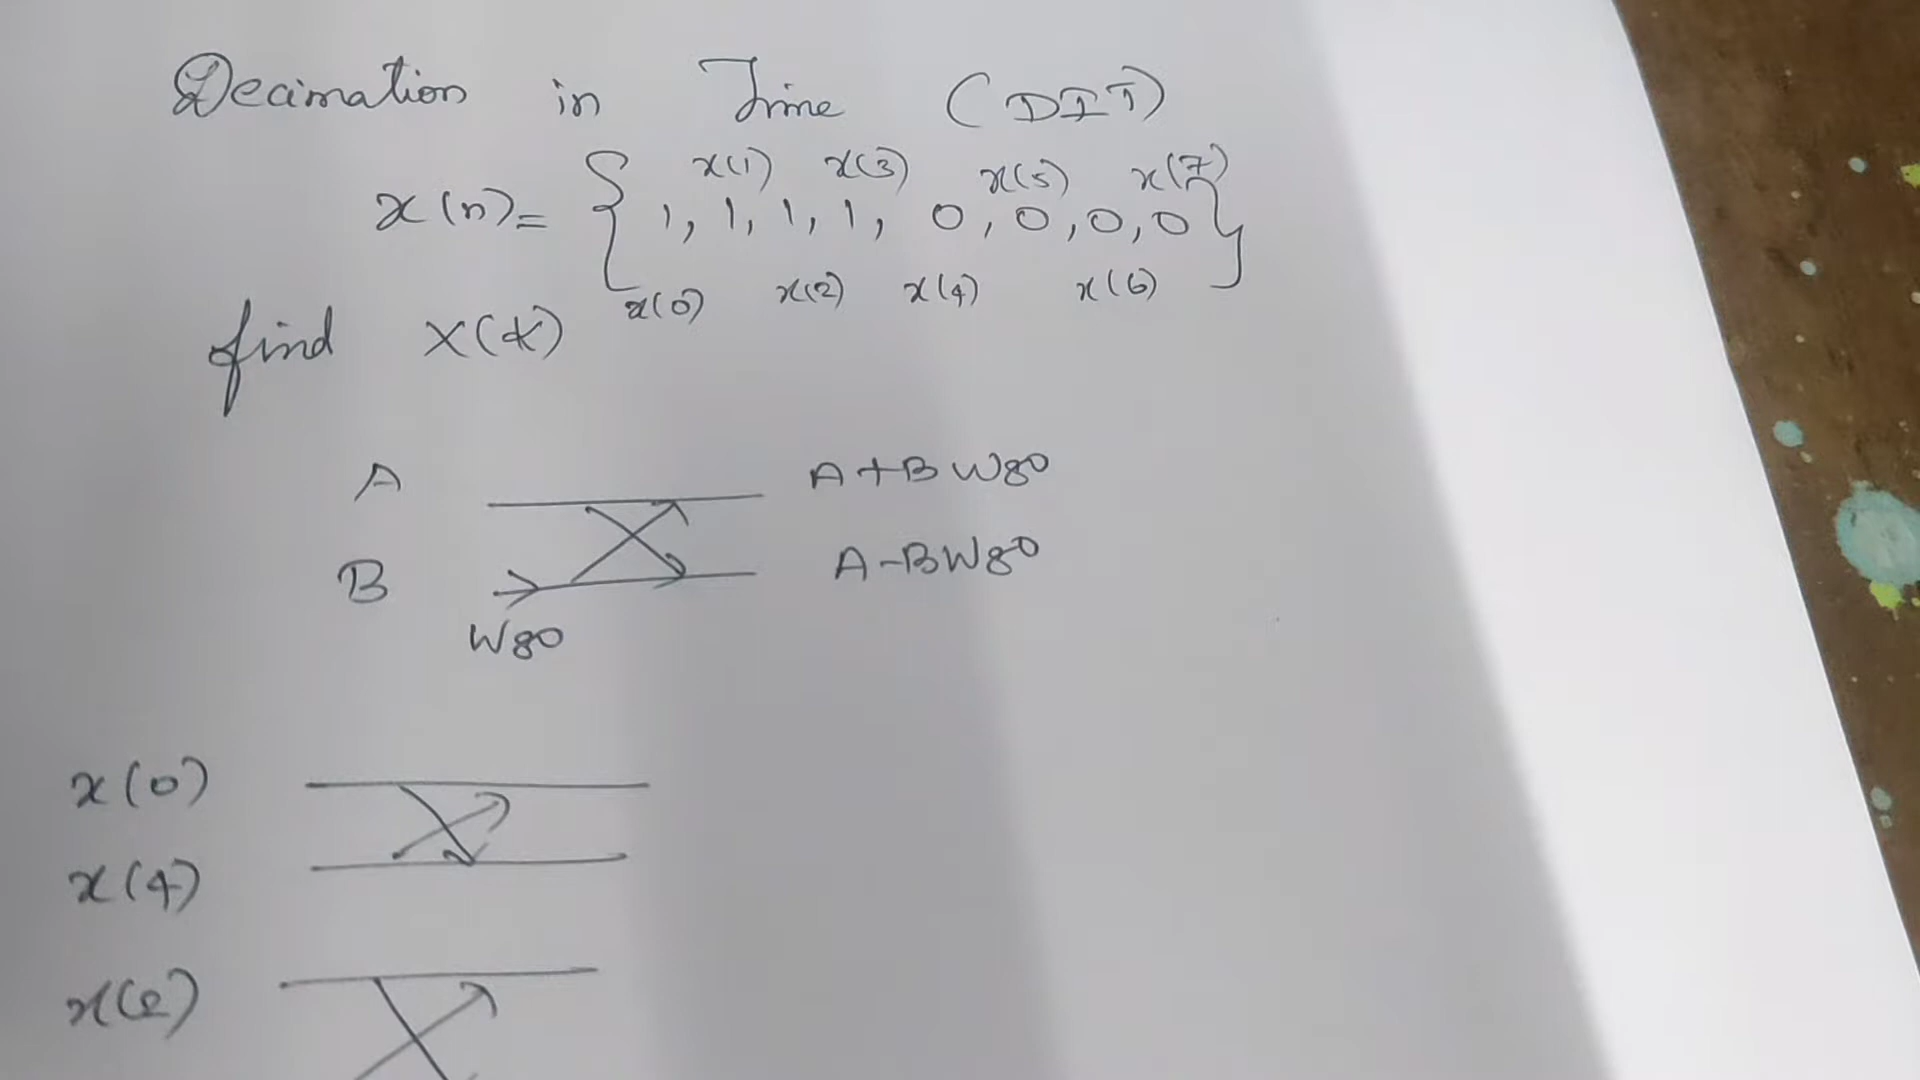 Decimation in Time (DIT)
x(1) x(3) x(5) x(7)
x(n)= { 1, 1, 1, 1, 0, 0, 0, 0 }
x(0) x(2) x(4) x(6)
find X(k)
A A+BW80
B A-BW80
W80
x(0)
x(4)
x(2)